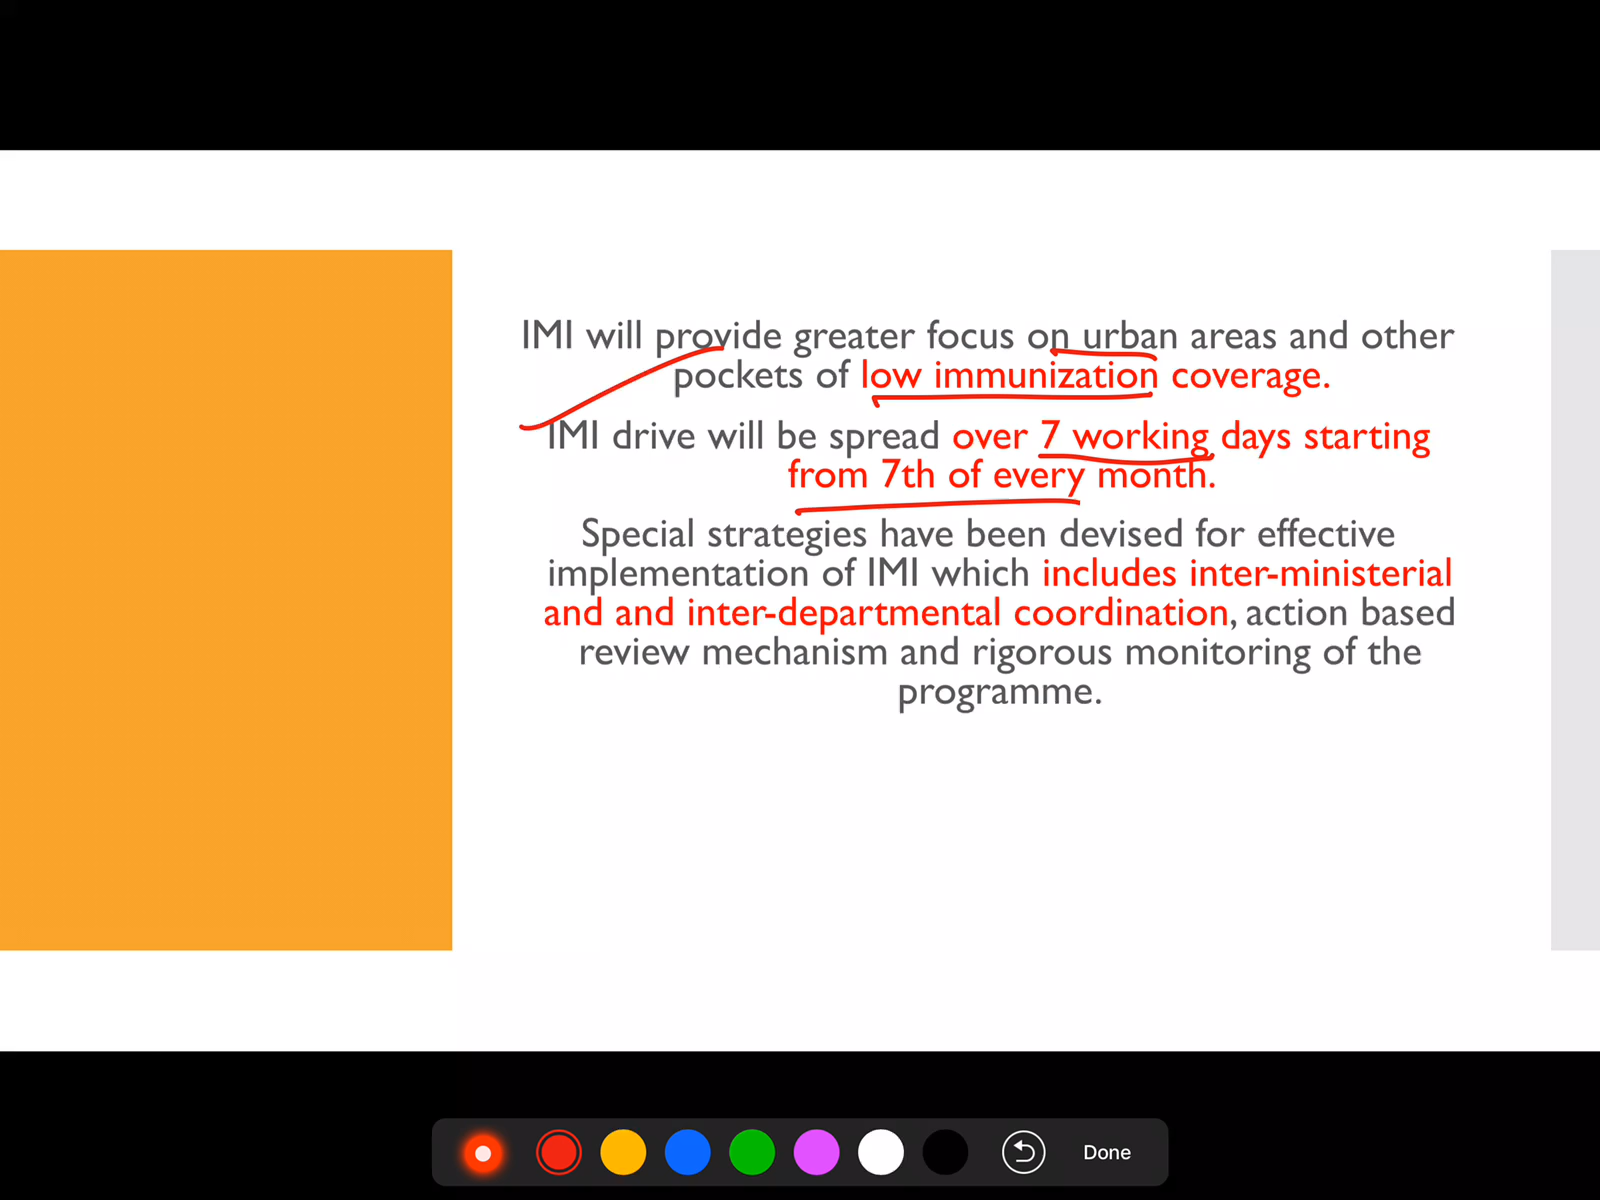 IMI will provide greater focus on urban areas and other
pockets of low immunization coverage.
IMI drive will be spread over 7 working days starting
from 7th of every month.
Special strategies have been devised for effective
implementation of IMI which includes inter-ministerial
and and inter-departmental coordination, action based
review mechanism and rigorous monitoring of the
programme.
Done